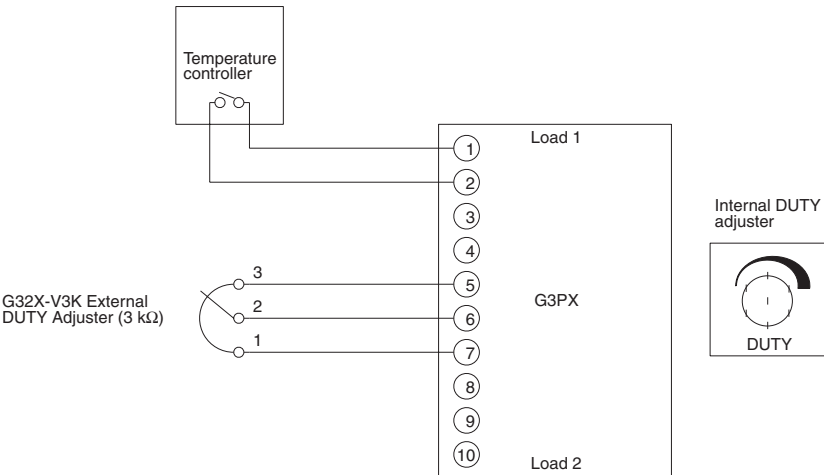 Temperature
controller
Load 1
1
2
3
4
5
6
7
8
9
10
G3PX
Load 2
3
2
1
G32X-V3K External
DUTY Adjuster (3 kΩ)
Internal DUTY
adjuster
DUTY